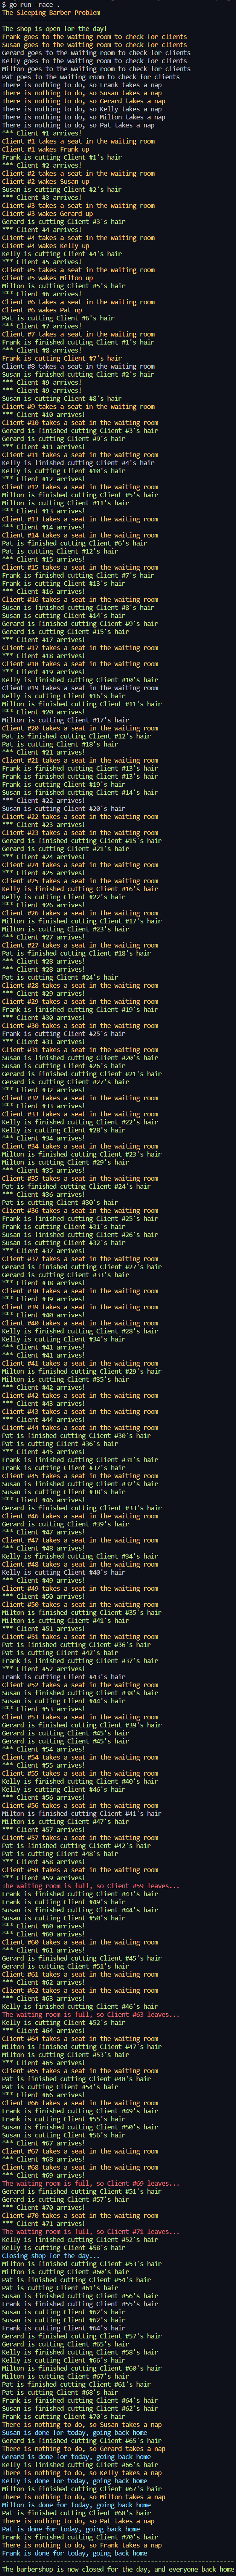 $ go run -race .
The Sleeping Barber Problem
---------------------------
The shop is open for the day!
Frank goes to the waiting room to check for clients
Susan goes to the waiting room to check for clients
Gerard goes to the waiting room to check for clients
Kelly goes to the waiting room to check for clients
Milton goes to the waiting room to check for clients
Pat goes to the waiting room to check for clients
There is nothing to do, so Frank takes a nap
There is nothing to do, so Susan takes a nap
There is nothing to do, so Gerard takes a nap
There is nothing to do, so Kelly takes a nap
There is nothing to do, so Milton takes a nap
There is nothing to do, so Pat takes a nap
*** Client #1 arrives!
Client #1 takes a seat in the waiting room
Client #1 wakes Frank up
Frank is cutting Client #1's hair
*** Client #2 arrives!
Client #2 takes a seat in the waiting room
Client #2 wakes Susan up
Susan is cutting Client #2's hair
*** Client #3 arrives!
Client #3 takes a seat in the waiting room
Client #3 wakes Gerard up
Gerard is cutting Client #3's hair
*** Client #4 arrives!
Client #4 takes a seat in the waiting room
Client #4 wakes Kelly up
Kelly is cutting Client #4's hair
*** Client #5 arrives!
Client #5 takes a seat in the waiting room
Client #5 wakes Milton up
Milton is cutting Client #5's hair
*** Client #6 arrives!
Client #6 takes a seat in the waiting room
Client #6 wakes Pat up
Pat is cutting Client #6's hair
*** Client #7 arrives!
Client #7 takes a seat in the waiting room
Frank is finished cutting Client #1's hair
*** Client #8 arrives!
Frank is cutting Client #7's hair
Client #8 takes a seat in the waiting room
Susan is finished cutting Client #2's hair
*** Client #9 arrives!
*** Client #9 arrives!
Susan is cutting Client #8's hair
Client #9 takes a seat in the waiting room
*** Client #10 arrives!
Client #10 takes a seat in the waiting room
Gerard is finished cutting Client #3's hair
Gerard is cutting Client #9's hair
*** Client #11 arrives!
Client #11 takes a seat in the waiting room
Kelly is finished cutting Client #4's hair
Kelly is cutting Client #10's hair
*** Client #12 arrives!
Client #12 takes a seat in the waiting room
Milton is finished cutting Client #5's hair
Milton is cutting Client #11's hair
*** Client #13 arrives!
Client #13 takes a seat in the waiting room
*** Client #14 arrives!
Client #14 takes a seat in the waiting room
Pat is finished cutting Client #6's hair
Pat is cutting Client #12's hair
*** Client #15 arrives!
Client #15 takes a seat in the waiting room
Frank is finished cutting Client #7's hair
Frank is cutting Client #13's hair
*** Client #16 arrives!
Client #16 takes a seat in the waiting room
Susan is finished cutting Client #8's hair
Susan is cutting Client #14's hair
Gerard is finished cutting Client #9's hair
Gerard is cutting Client #15's hair
*** Client #17 arrives!
Client #17 takes a seat in the waiting room
*** Client #18 arrives!
Client #18 takes a seat in the waiting room
*** Client #19 arrives!
Kelly is finished cutting Client #10's hair
Client #19 takes a seat in the waiting room
Kelly is cutting Client #16's hair
Milton is finished cutting Client #11's hair
*** Client #20 arrives!
Milton is cutting Client #17's hair
Client #20 takes a seat in the waiting room
Pat is finished cutting Client #12's hair
Pat is cutting Client #18's hair
*** Client #21 arrives!
Client #21 takes a seat in the waiting room
Frank is finished cutting Client #13's hair
Frank is finished cutting Client #13's hair
Frank is cutting Client #19's hair
Susan is finished cutting Client #14's hair
*** Client #22 arrives!
Susan is cutting Client #20's hair
Client #22 takes a seat in the waiting room
*** Client #23 arrives!
Client #23 takes a seat in the waiting room
Gerard is finished cutting Client #15's hair
Gerard is cutting Client #21's hair
*** Client #24 arrives!
Client #24 takes a seat in the waiting room
*** Client #25 arrives!
Client #25 takes a seat in the waiting room
Kelly is finished cutting Client #16's hair
Kelly is cutting Client #22's hair
*** Client #26 arrives!
Client #26 takes a seat in the waiting room
Milton is finished cutting Client #17's hair
Milton is cutting Client #23's hair
*** Client #27 arrives!
Client #27 takes a seat in the waiting room
Pat is finished cutting Client #18's hair
*** Client #28 arrives!
*** Client #28 arrives!
Pat is cutting Client #24's hair
Client #28 takes a seat in the waiting room
*** Client #29 arrives!
Client #29 takes a seat in the waiting room
Frank is finished cutting Client #19's hair
*** Client #30 arrives!
Client #30 takes a seat in the waiting room
Frank is cutting Client #25's hair
*** Client #31 arrives!
Client #31 takes a seat in the waiting room
Susan is finished cutting Client #20's hair
Susan is cutting Client #26's hair
Gerard is finished cutting Client #21's hair
Gerard is cutting Client #27's hair
*** Client #32 arrives!
Client #32 takes a seat in the waiting room
*** Client #33 arrives!
Client #33 takes a seat in the waiting room
Kelly is finished cutting Client #22's hair
Kelly is cutting Client #28's hair
*** Client #34 arrives!
Client #34 takes a seat in the waiting room
Milton is finished cutting Client #23's hair
Milton is cutting Client #29's hair
*** Client #35 arrives!
Client #35 takes a seat in the waiting room
Pat is finished cutting Client #24's hair
*** Client #36 arrives!
Pat is cutting Client #30's hair
Client #36 takes a seat in the waiting room
Frank is finished cutting Client #25's hair
Frank is cutting Client #31's hair
Susan is finished cutting Client #26's hair
Susan is cutting Client #32's hair
*** Client #37 arrives!
Client #37 takes a seat in the waiting room
Gerard is finished cutting Client #27's hair
Gerard is cutting Client #33's hair
*** Client #38 arrives!
Client #38 takes a seat in the waiting room
*** Client #39 arrives!
Client #39 takes a seat in the waiting room
*** Client #40 arrives!
Client #40 takes a seat in the waiting room
Kelly is finished cutting Client #28's hair
Kelly is cutting Client #34's hair
*** Client #41 arrives!
*** Client #41 arrives!
Client #41 takes a seat in the waiting room
Milton is finished cutting Client #29's hair
Milton is cutting Client #35's hair
*** Client #42 arrives!
Client #42 takes a seat in the waiting room
*** Client #43 arrives!
Client #43 takes a seat in the waiting room
*** Client #44 arrives!
Client #44 takes a seat in the waiting room
Pat is finished cutting Client #30's hair
Pat is cutting Client #36's hair
*** Client #45 arrives!
Frank is finished cutting Client #31's hair
Frank is cutting Client #37's hair
Client #45 takes a seat in the waiting room
Susan is finished cutting Client #32's hair
Susan is cutting Client #38's hair
*** Client #46 arrives!
Gerard is finished cutting Client #33's hair
Client #46 takes a seat in the waiting room
Gerard is cutting Client #39's hair
*** Client #47 arrives!
Client #47 takes a seat in the waiting room
*** Client #48 arrives!
Kelly is finished cutting Client #34's hair
Client #48 takes a seat in the waiting room
Kelly is cutting Client #40's hair
*** Client #49 arrives!
Client #49 takes a seat in the waiting room
*** Client #50 arrives!
Client #50 takes a seat in the waiting room
Milton is finished cutting Client #35's hair
Milton is cutting Client #41's hair
*** Client #51 arrives!
Client #51 takes a seat in the waiting room
Pat is finished cutting Client #36's hair
Pat is cutting Client #42's hair
Frank is finished cutting Client #37's hair
*** Client #52 arrives!
Frank is cutting Client #43's hair
Client #52 takes a seat in the waiting room
Susan is finished cutting Client #38's hair
Susan is cutting Client #44's hair
*** Client #53 arrives!
Client #53 takes a seat in the waiting room
Gerard is finished cutting Client #39's hair
Gerard is cutting Client #45's hair
Gerard is cutting Client #45's hair
*** Client #54 arrives!
Client #54 takes a seat in the waiting room
*** Client #55 arrives!
Client #55 takes a seat in the waiting room
Kelly is finished cutting Client #40's hair
Kelly is cutting Client #46's hair
*** Client #56 arrives!
Client #56 takes a seat in the waiting room
Milton is finished cutting Client #41's hair
Milton is cutting Client #47's hair
*** Client #57 arrives!
Client #57 takes a seat in the waiting room
Pat is finished cutting Client #42's hair
Pat is cutting Client #48's hair
*** Client #58 arrives!
Client #58 takes a seat in the waiting room
*** Client #59 arrives!
The waiting room is full, so Client #59 leaves...
Frank is finished cutting Client #43's hair
Frank is cutting Client #49's hair
Susan is finished cutting Client #44's hair
Susan is cutting Client #50's hair
*** Client #60 arrives!
*** Client #60 arrives!
Client #60 takes a seat in the waiting room
*** Client #61 arrives!
Gerard is finished cutting Client #45's hair
Gerard is cutting Client #51's hair
Client #61 takes a seat in the waiting room
*** Client #62 arrives!
Client #62 takes a seat in the waiting room
*** Client #63 arrives!
Kelly is finished cutting Client #46's hair
The waiting room is full, so Client #63 leaves...
Kelly is cutting Client #52's hair
*** Client #64 arrives!
Client #64 takes a seat in the waiting room
Milton is finished cutting Client #47's hair
Milton is cutting Client #53's hair
*** Client #65 arrives!
Client #65 takes a seat in the waiting room
Pat is finished cutting Client #48's hair
Pat is cutting Client #54's hair
*** Client #66 arrives!
Client #66 takes a seat in the waiting room
Frank is finished cutting Client #49's hair
Frank is cutting Client #55's hair
Susan is finished cutting Client #50's hair
Susan is cutting Client #56's hair
*** Client #67 arrives!
Client #67 takes a seat in the waiting room
*** Client #68 arrives!
Client #68 takes a seat in the waiting room
*** Client #69 arrives!
The waiting room is full, so Client #69 leaves...
Gerard is finished cutting Client #51's hair
Gerard is cutting Client #57's hair
*** Client #70 arrives!
Client #70 takes a seat in the waiting room
*** Client #71 arrives!
The waiting room is full, so Client #71 leaves...
Kelly is finished cutting Client #52's hair
Kelly is cutting Client #58's hair
Closing shop for the day...
Milton is finished cutting Client #53's hair
Milton is cutting Client #60's hair
Pat is finished cutting Client #54's hair
Pat is cutting Client #61's hair
Susan is finished cutting Client #56's hair
Frank is finished cutting Client #55's hair
Susan is cutting Client #62's hair
Susan is cutting Client #62's hair
Frank is cutting Client #64's hair
Gerard is finished cutting Client #57's hair
Gerard is cutting Client #65's hair
Kelly is finished cutting Client #58's hair
Kelly is cutting Client #66's hair
Milton is finished cutting Client #60's hair
Milton is cutting Client #67's hair
Pat is finished cutting Client #61's hair
Pat is cutting Client #68's hair
Frank is finished cutting Client #64's hair
Susan is finished cutting Client #62's hair
Frank is cutting Client #70's hair
There is nothing to do, so Susan takes a nap
Susan is done for today, going back home
Gerard is finished cutting Client #65's hair
There is nothing to do, so Gerard takes a nap
Gerard is done for today, going back home
Kelly is finished cutting Client #66's hair
There is nothing to do, so Kelly takes a nap
Kelly is done for today, going back home
Milton is finished cutting Client #67's hair
There is nothing to do, so Milton takes a nap
Milton is done for today, going back home
Pat is finished cutting Client #68's hair
There is nothing to do, so Pat takes a nap
Pat is done for today, going back home
Frank is finished cutting Client #70's hair
There is nothing to do, so Frank takes a nap
Frank is done for today, going back home
---------------------------------------------------------------
The barbershop is now closed for the day, and everyone back home